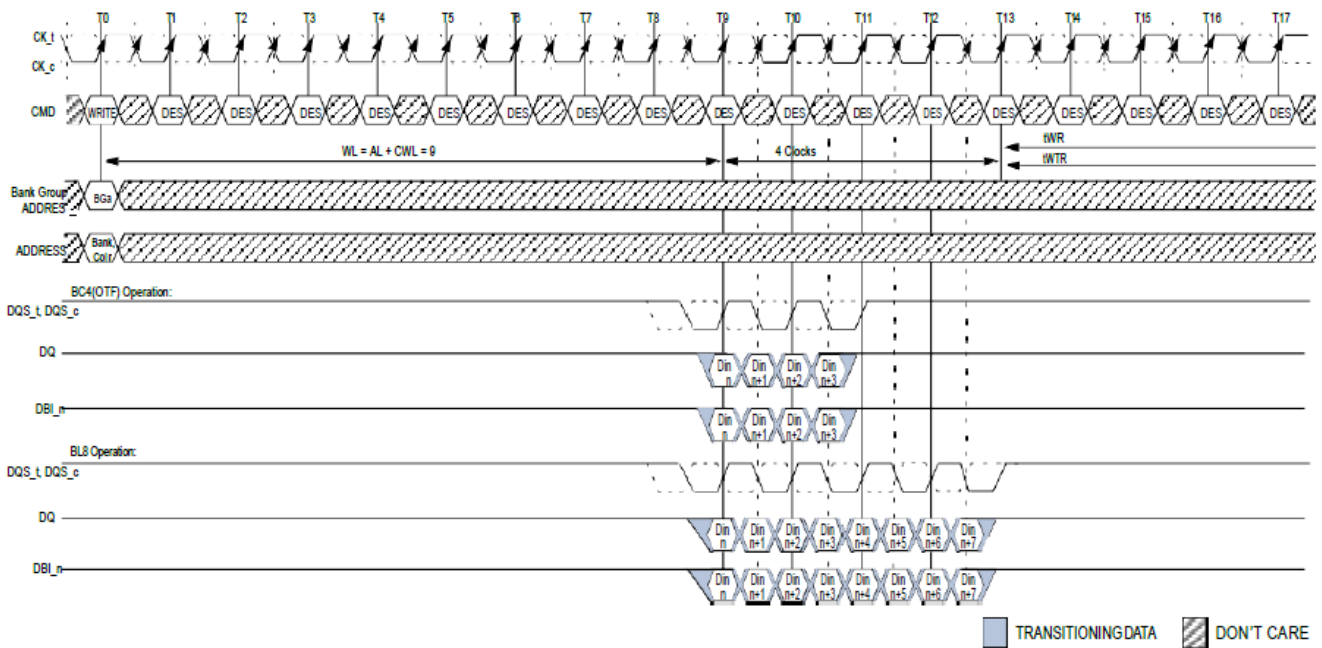 T0 T1 T2 T3 T4 T5 T6 T7 T8 T9 T10 T11 T12 T13 T14 T15 T16 T17
CK_t
CK_c
CMD WRITE DES DES DES DES DES DES DES DES DES DES DES DES DES DES DES DES DES
tWR
WL = AL + CWL = 9 4 Clocks
tWTR
Bank Group
ADDRES
BGa
ADDRESS
Bank,
Colr
BC4(OTF) Operation:
DQS_t, DQS_c
DQ
Din Din Din Din
n n+1 n+2 n+3
DBI_n
Din Din Din Din
n n+1 n+2 n+3
BL8 Operation:
DQS_t, DQS_c
DQ
Din Din Din Din Din Din Din Din
n n+1 n+2 n+3 n+4 n+5 n+6 n+7
DBI_n
Din Din Din Din Din Din Din Din
n n+1 n+2 n+3 n+4 n+5 n+6 n+7
TRANSITIONING DATA DON'T CARE